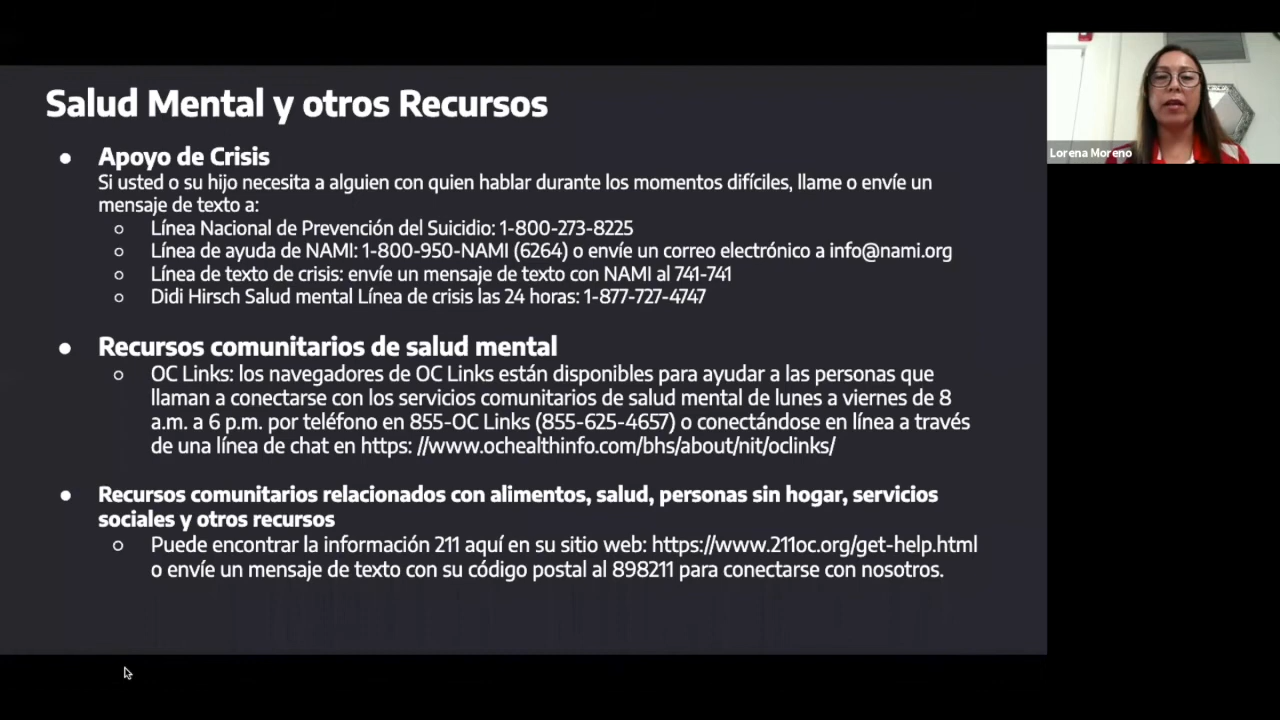 Salud Mental y otros Recursos
● Apoyo de Crisis
Si usted o su hijo necesita a alguien con quien hablar durante los momentos difíciles, llame o envíe un
mensaje de texto a:
○ Línea Nacional de Prevención del Suicidio: 1-800-273-8225
○ Línea de ayuda de NAMI: 1-800-950-NAMI (6264) o envíe un correo electrónico a info@nami.org
○ Línea de texto de crisis: envíe un mensaje de texto con NAMI al 741-741
○ Didi Hirsch Salud mental Línea de crisis las 24 horas: 1-877-727-4747
● Recursos comunitarios de salud mental
○ OC Links: los navegadores de OC Links están disponibles para ayudar a las personas que
llaman a conectarse con los servicios comunitarios de salud mental de lunes a viernes de 8
a.m. a 6 p.m. por teléfono en 855-OC Links (855-625-4657) o conectándose en línea a través
de una línea de chat en https: //www.ochealthinfo.com/bhs/about/nit/oclinks/
● Recursos comunitarios relacionados con alimentos, salud, personas sin hogar, servicios
sociales y otros recursos
○ Puede encontrar la información 211 aquí en su sitio web: https://www.211oc.org/get-help.html
o envíe un mensaje de texto con su código postal al 898211 para conectarse con nosotros.
Lorena Moreno